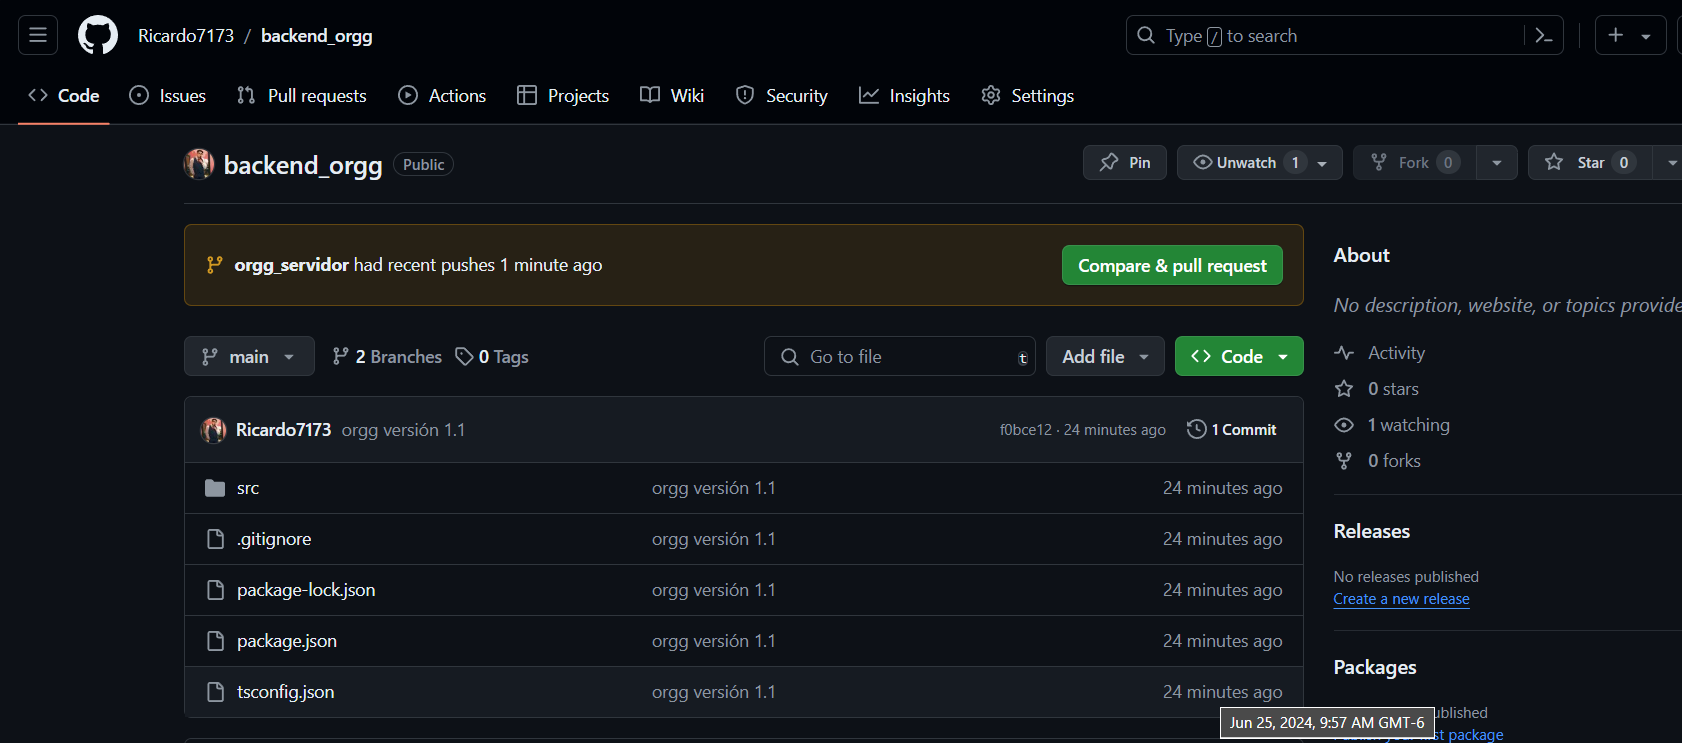 Ricardo7173 / backend_orgg
Type / to search
Code Issues Pull requests Actions Projects Wiki Security Insights Settings
backend_orgg Public
Pin Unwatch 1 Fork 0 Star 0
orgg_servidor had recent pushes 1 minute ago
Compare & pull request
main 2 Branches 0 Tags Go to file t Add file Code
Ricardo7173 orgg versión 1.1 f0bce12 · 24 minutes ago 1 Commit
src orgg versión 1.1 24 minutes ago
.gitignore orgg versión 1.1 24 minutes ago
package-lock.json orgg versión 1.1 24 minutes ago
package.json orgg versión 1.1 24 minutes ago
tsconfig.json orgg versión 1.1 24 minutes ago
Jun 25, 2024, 9:57 AM GMT-6
About
No description, website, or topics provide
Activity
0 stars
1 watching
0 forks
Releases
No releases published
Create a new release
Packages
ublished
t package